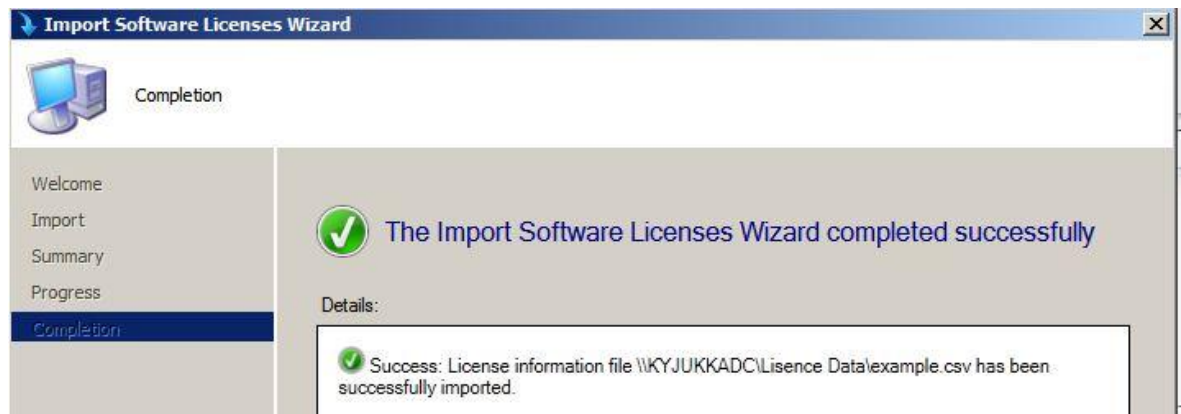 Import Software Licenses Wizard
Completion
Welcome
Import
Summary
Progress
Completion
The Import Software Licenses Wizard completed successfully
Details:
Success: License information file \\KYJUKKADC\Lisence Data\example.csv has been
successfully imported.